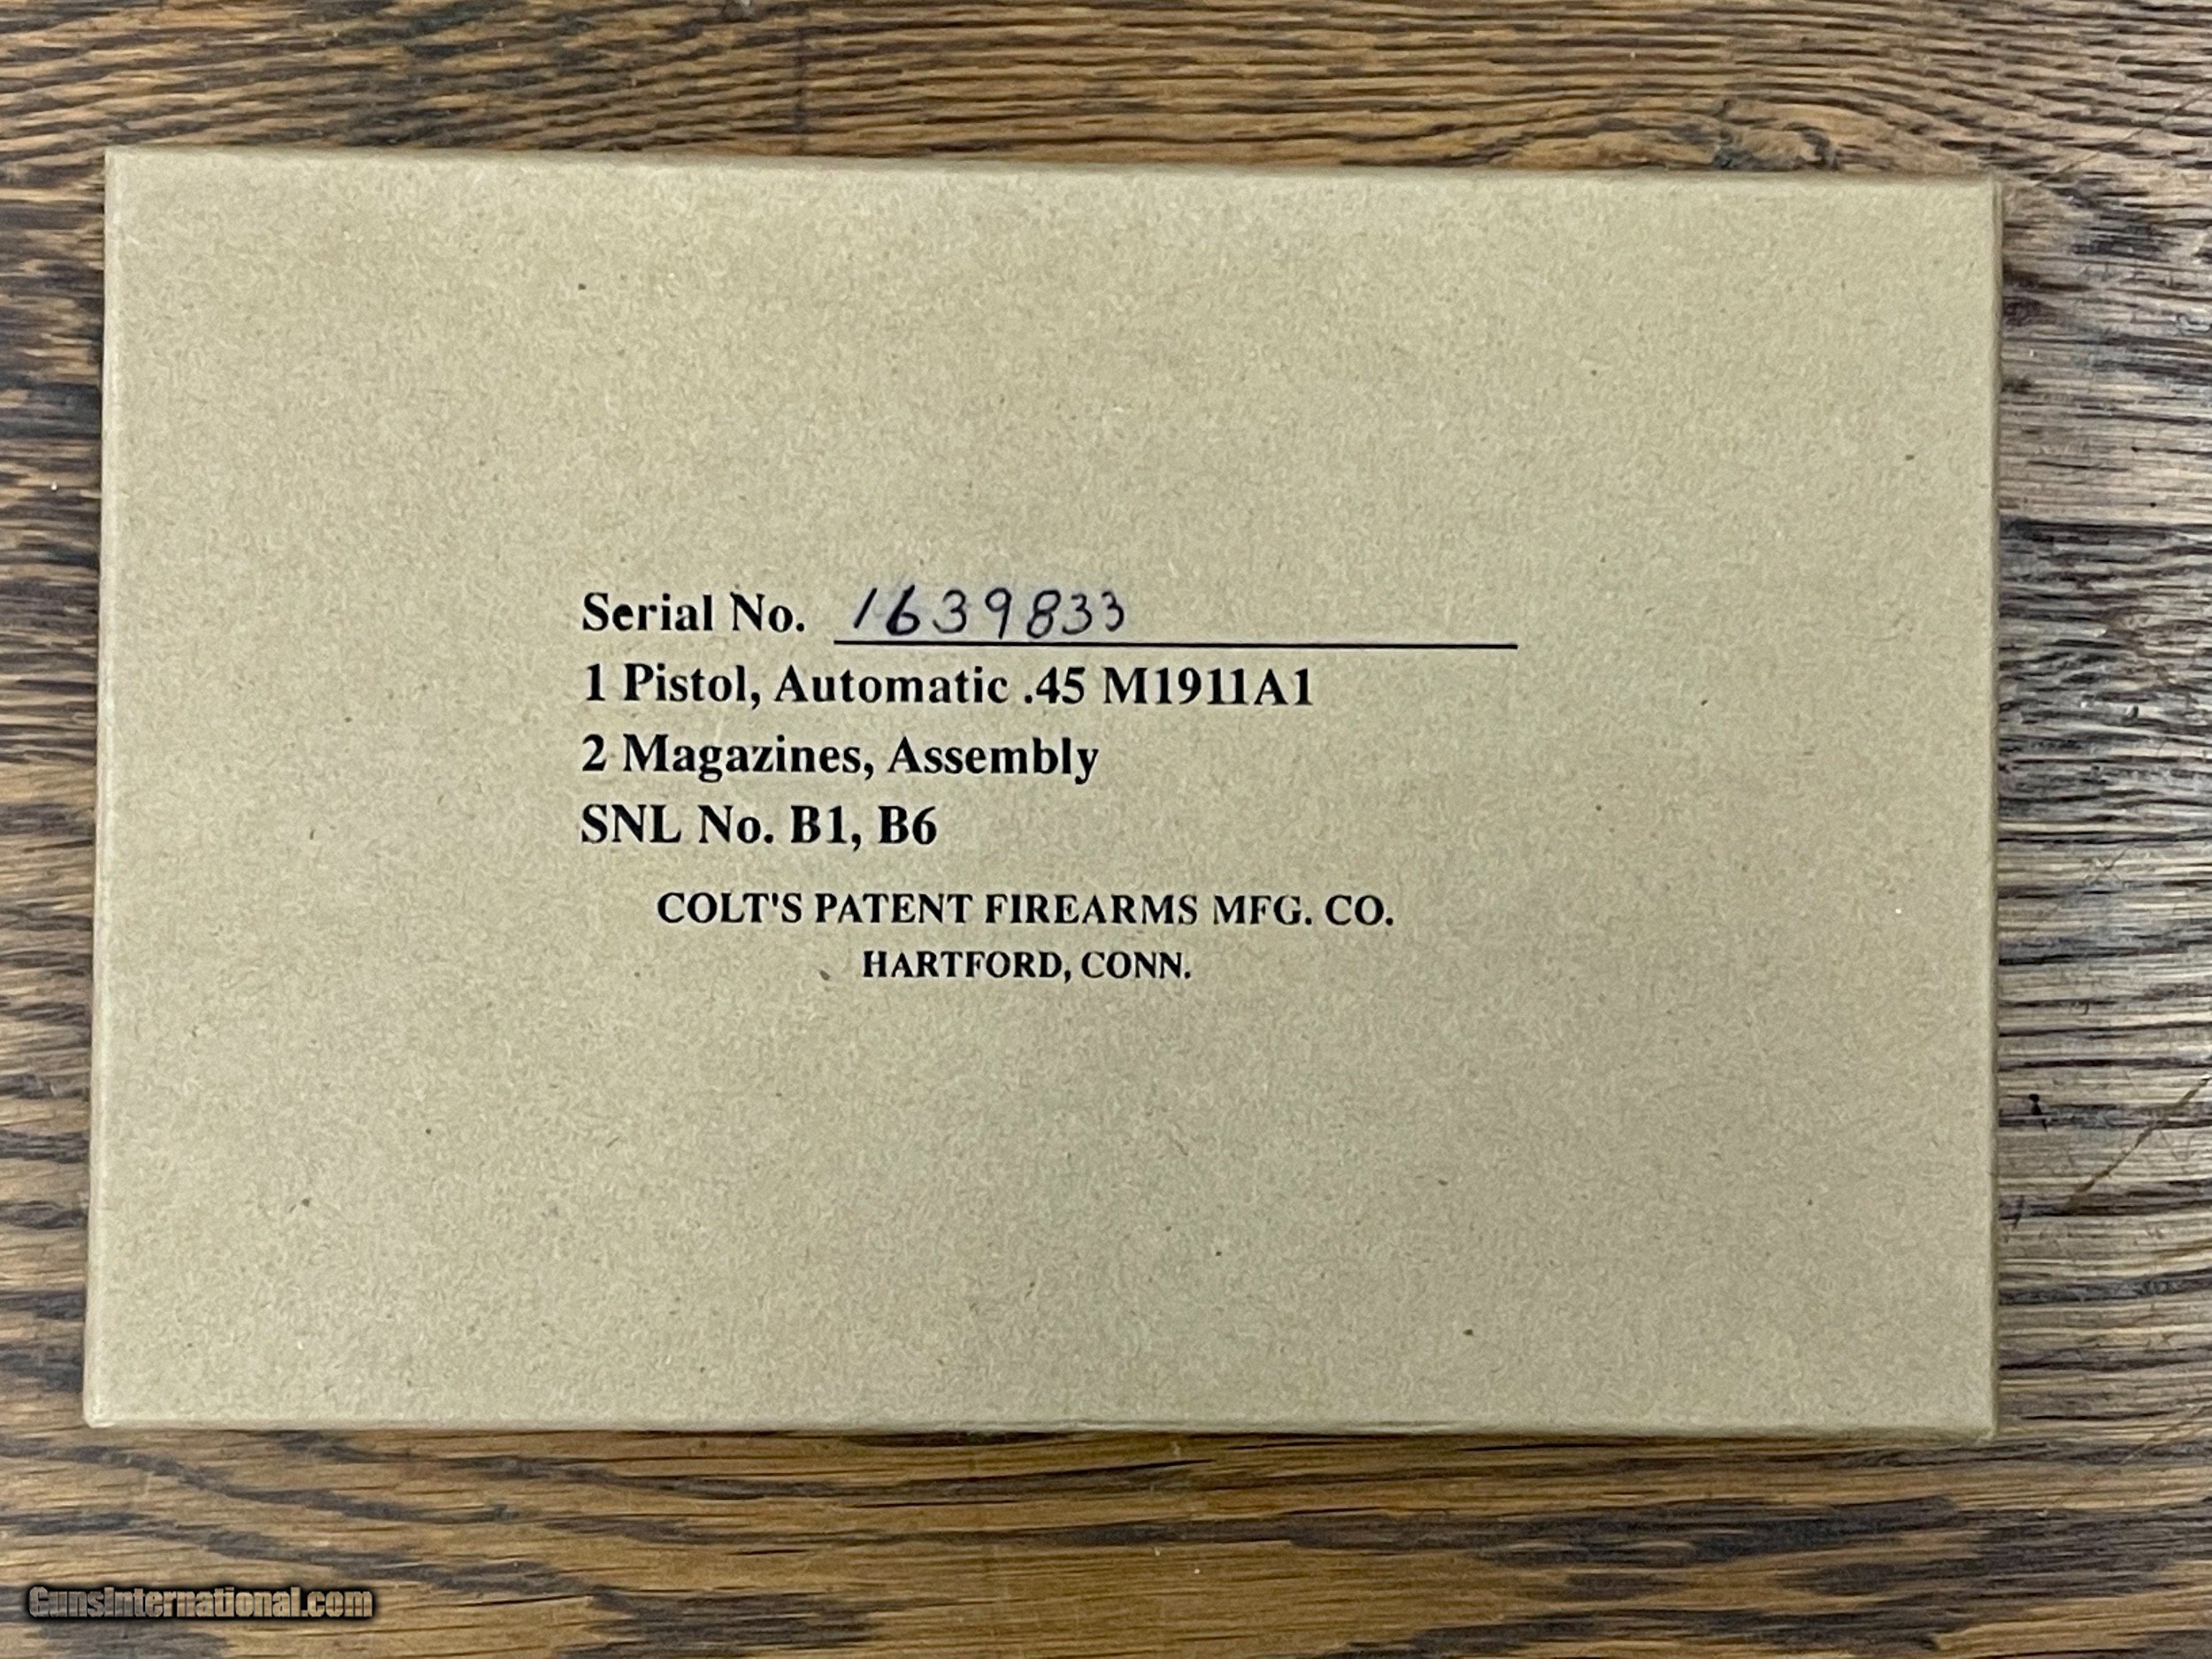 Serial No. 1639833
1 Pistol, Automatic .45 M1911A1
2 Magazines, Assembly
SNL No. B1, B6
COLT'S PATENT FIREARMS MFG. CO.
HARTFORD, CONN.
GunsInternational.com